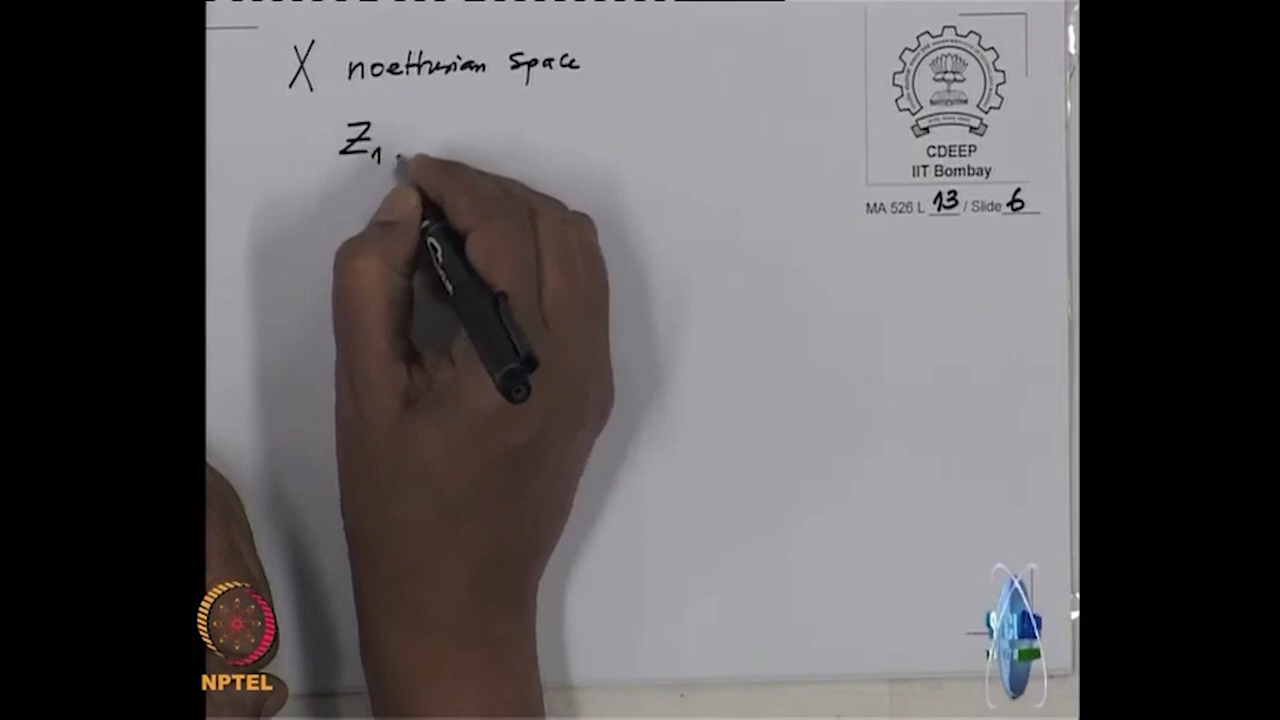 X noetherian space
Z₁
CDEEP
IIT Bombay
MA 526 L 13 / Slide 6
NPTEL